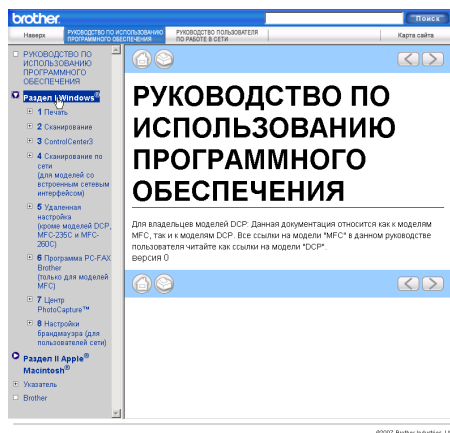 brother.
Поиск
Наверх
РУКОВОДСТВО ПО ИСПОЛЬЗОВАНИЮ
ПРОГРАММНОГО ОБЕСПЕЧЕНИЯ
РУКОВОДСТВО ПОЛЬЗОВАТЕЛЯ
ПО РАБОТЕ В СЕТИ
Карта сайта
РУКОВОДСТВО ПО
ИСПОЛЬЗОВАНИЮ
ПРОГРАММНОГО
ОБЕСПЕЧЕНИЯ
Раздел I Windows®
1 Печать
2 Сканирование
3 ControlCenter3
4 Сканирование по
сети
(для моделей со
встроенным сетевым
интерфейсом)
5 Удаленная
настройка
(кроме моделей DCP,
MFC-235C и MFC-
260C)
6 Программа PC-FAX
Brother
(только для моделей
MFC)
7 Центр
PhotoCapture™
8 Настройки
брандмауэра (для
пользователей сети)
Раздел II Apple®
Macintosh®
Указатель
Brother
РУКОВОДСТВО ПО
ИСПОЛЬЗОВАНИЮ
ПРОГРАММНОГО
ОБЕСПЕЧЕНИЯ
Для владельцев моделей DCP: Данная документация относится как к моделям
MFC, так и к моделям DCP. Все ссылки на модели "MFC" в данном руководстве
пользователя читайте как ссылки на модели "DCP".
версия 0